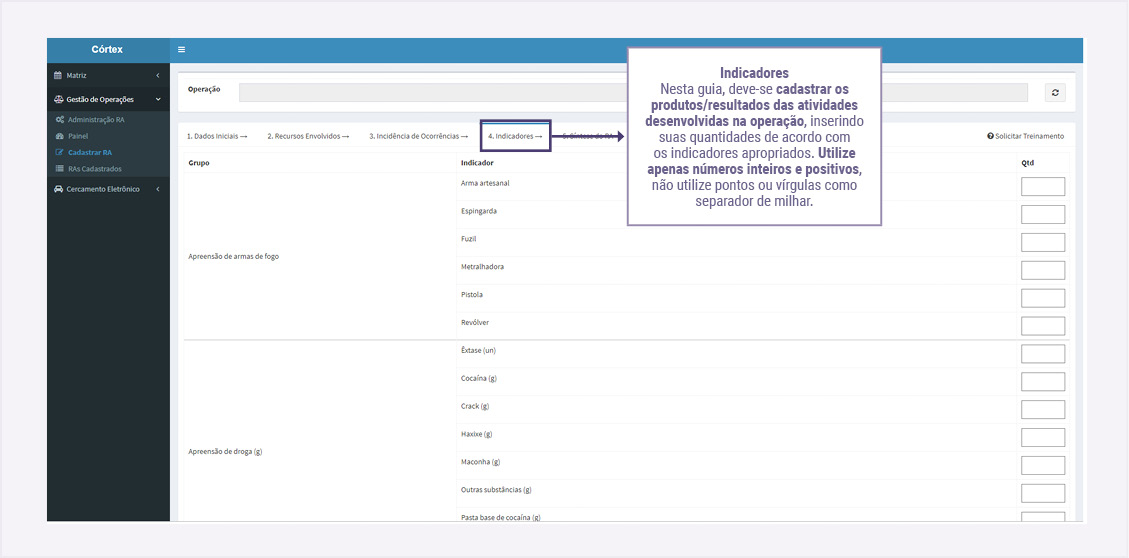 Córtex
Matriz
Gestão de Operações
Administração RA
Painel
Cadastrar RA
RAs Cadastrados
Cercamento Eletrônico
Operação
1. Dados Iniciais →
2. Recursos Envolvidos →
3. Incidência de Ocorrências →
4. Indicadores →
Solicitar Treinamento
Indicadores
Nesta guia, deve-se cadastrar os
produtos/resultados das atividades
desenvolvidas na operação, inserindo
suas quantidades de acordo com
os indicadores apropriados. Utilize
apenas números inteiros e positivos,
não utilize pontos ou vírgulas como
separador de milhar.
Grupo
Indicador
Qtd
Apreensão de armas de fogo
Arma artesanal
Espingarda
Fuzil
Metralhadora
Pistola
Revólver
Apreensão de droga (g)
Êxtase (un)
Cocaína (g)
Crack (g)
Haxixe (g)
Maconha (g)
Outras substâncias (g)
Pasta base de cocaína (g)